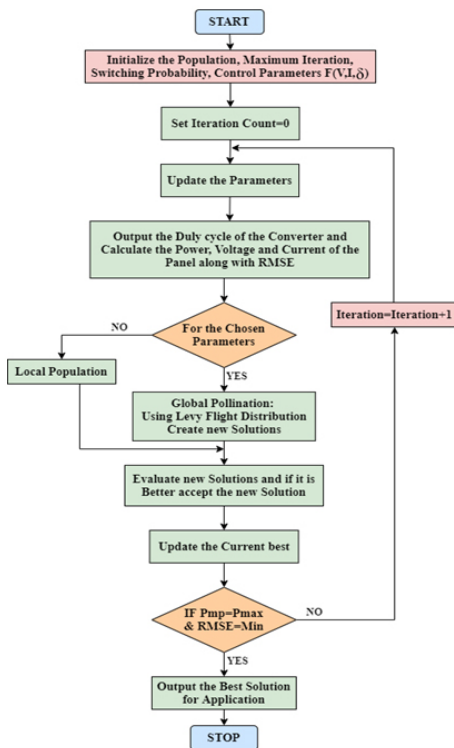 START
Initialize the Population, Maximum Iteration,
Switching Probability, Control Parameters F(V,I,δ)
Set Iteration Count=0
Update the Parameters
Output the Duly cycle of the Converter and
Calculate the Power, Voltage and Current of the
Panel along with RMSE
Iteration=Iteration+1
NO
For the Chosen
Parameters
Local Population
YES
Global Pollination:
Using Levy Flight Distribution
Create new Solutions
Evaluate new Solutions and if it is
Better accept the new Solution
Update the Current best
IF Pmp=Pmax
& RMSE=Min
NO
YES
Output the Best Solution
for Application
STOP